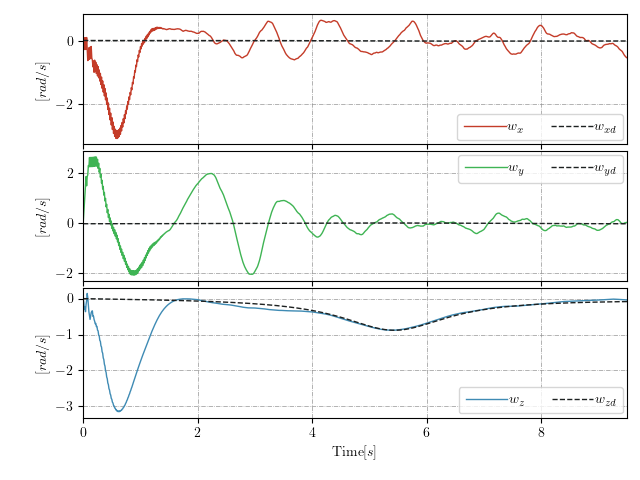 0
−2
[rad/s]
w_x w_xd
2
0
−2
[rad/s]
w_y w_yd
0
−1
−2
−3
[rad/s]
w_z w_zd
0 2 4 6 8
Time[s]